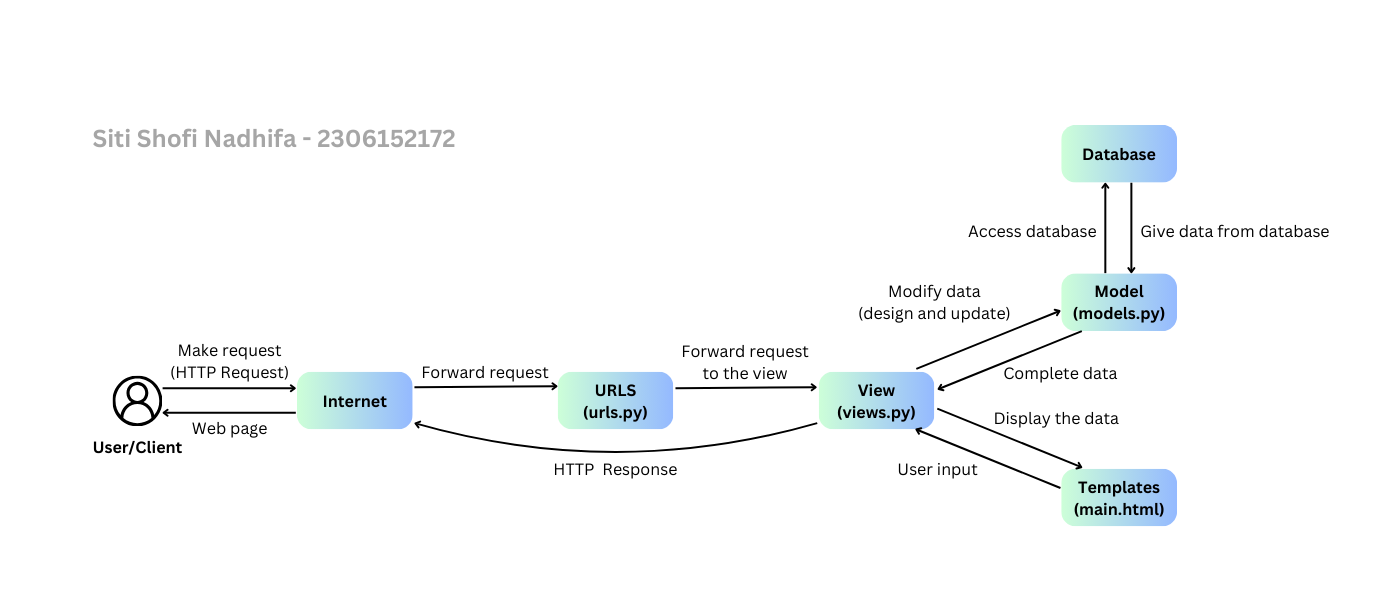 Siti Shofi Nadhifa - 2306152172
Database
Access database
Give data from database
Modify data
(design and update)
Model
(models.py)
Make request
(HTTP Request)
Forward request
Forward request
to the view
Complete data
Internet
URLS
(urls.py)
View
(views.py)
Display the data
Web page
User/Client
HTTP  Response
User input
Templates
(main.html)